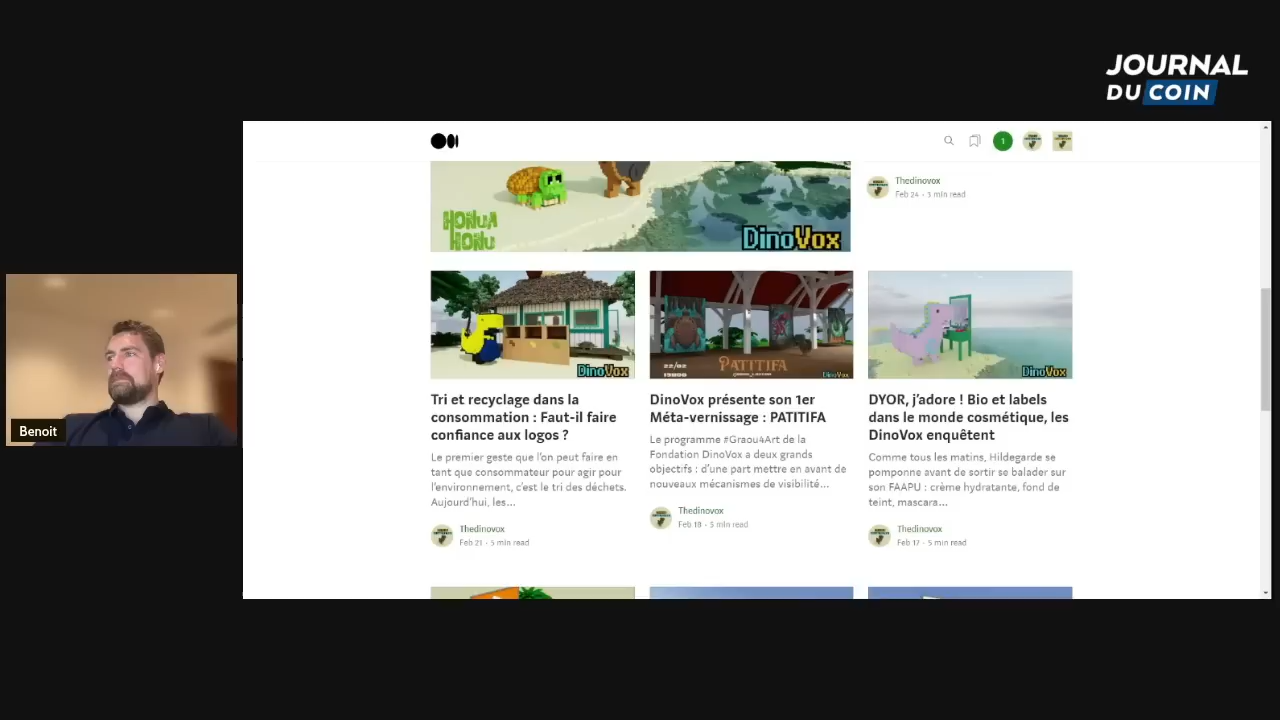 JOURNAL
DU COIN
1
Thedinovox
Feb 24 · 3 min read
HONUA
HONU
DinoVox
DinoVox
22/02
PATITIFA
DinoVox
DinoVox
Tri et recyclage dans la
consommation : Faut-il faire
confiance aux logos ?
Le premier geste que l'on peut faire en
tant que consommateur pour agir pour
l'environnement, c'est le tri des déchets.
Aujourd'hui, les...
Thedinovox
Feb 21 · 5 min read
DinoVox présente son 1er
Méta-vernissage : PATITIFA
Le programme #Graou4Art de la
Fondation DinoVox a deux grands
objectifs : d'une part mettre en avant de
nouveaux mécanismes de visibilité...
Thedinovox
Feb 18 · 5 min read
DYOR, j'adore ! Bio et labels
dans le monde cosmétique, les
DinoVox enquêtent
Comme tous les matins, Hildegarde se
pomponne avant de sortir se balader sur
son FAAPU : crème hydratante, fond de
teint, mascara...
Thedinovox
Feb 17 · 5 min read
Benoit